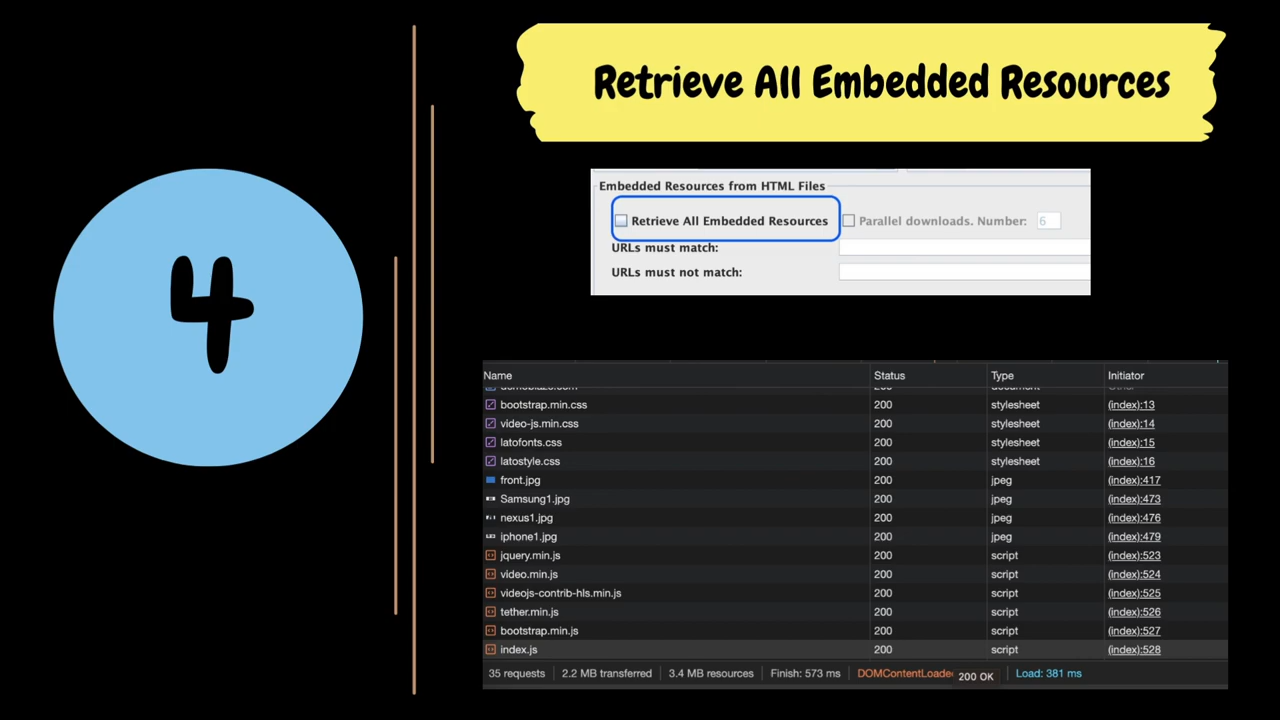 4
Retrieve All Embedded Resources
Embedded Resources from HTML Files
Retrieve All Embedded Resources Parallel downloads. Number: 6
URLs must match:
URLs must not match:
Name Status Type Initiator
bootstrap.min.css 200 stylesheet (index):13
video-js.min.css 200 stylesheet (index):14
latofonts.css 200 stylesheet (index):15
latostyle.css 200 stylesheet (index):16
front.jpg 200 jpeg (index):417
Samsung1.jpg 200 jpeg (index):473
nexus1.jpg 200 jpeg (index):476
iphone1.jpg 200 jpeg (index):479
jquery.min.js 200 script (index):523
video.min.js 200 script (index):524
videojs-contrib-hls.min.js 200 script (index):525
tether.min.js 200 script (index):526
bootstrap.min.js 200 script (index):527
index.js 200 script (index):528
35 requests 2.2 MB transferred 3.4 MB resources Finish: 573 ms DOMContentLoade 200 OK Load: 381 ms